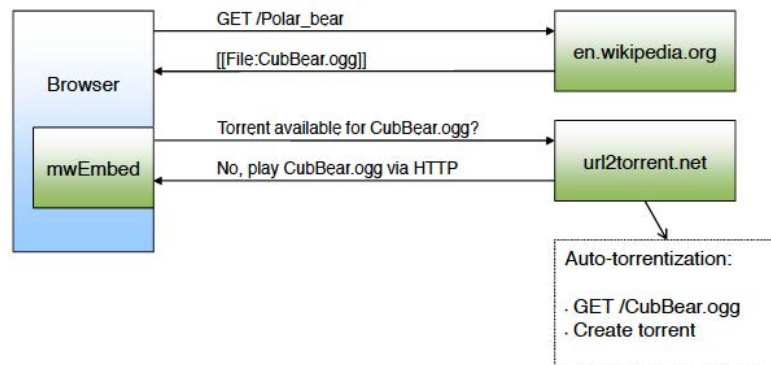 GET /Polar_bear
[[File:CubBear.ogg]]
en.wikipedia.org
Browser
Torrent available for CubBear.ogg?
No, play CubBear.ogg via HTTP
mwEmbed
url2torrent.net
Auto-torrentization:
· GET /CubBear.ogg
· Create torrent